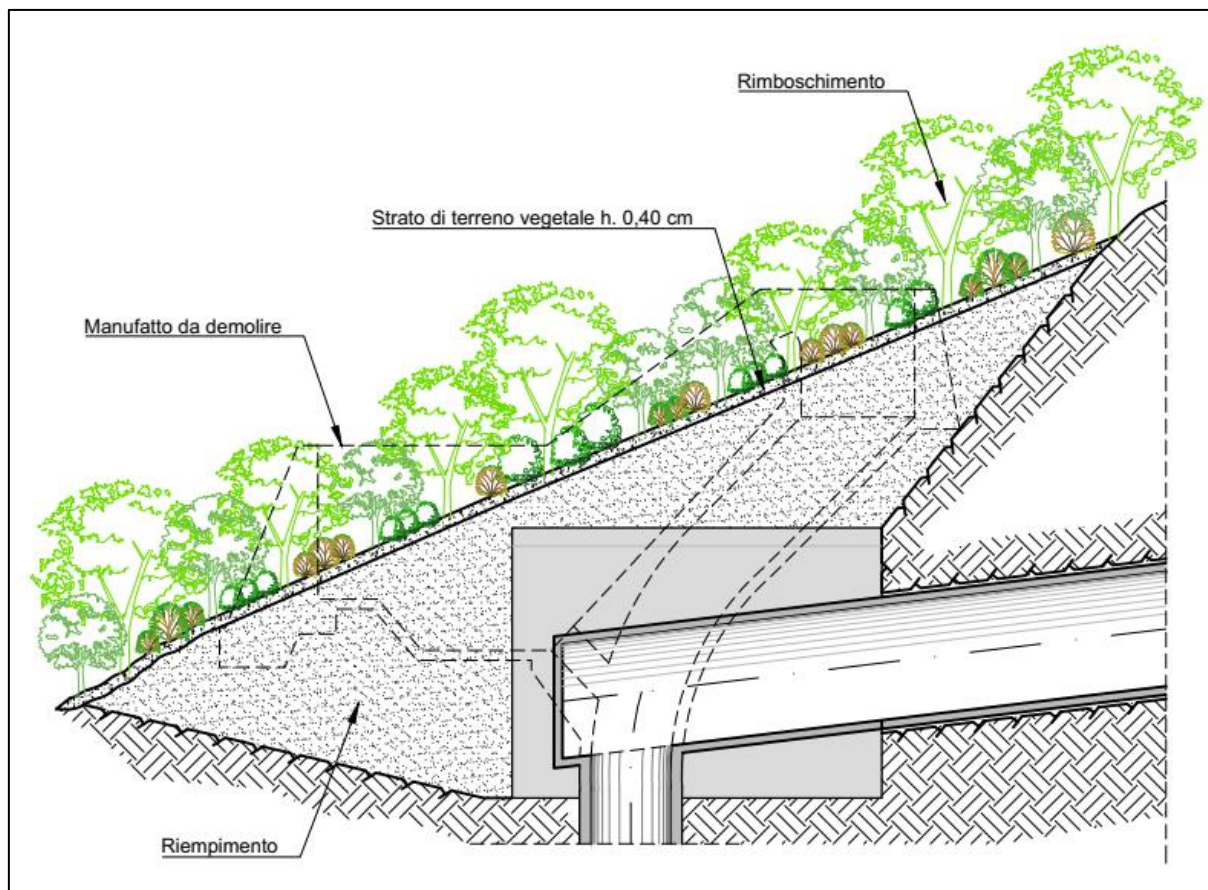 Rimboschimento
Strato di terreno vegetale h. 0,40 cm
Manufatto da demolire
Riempimento